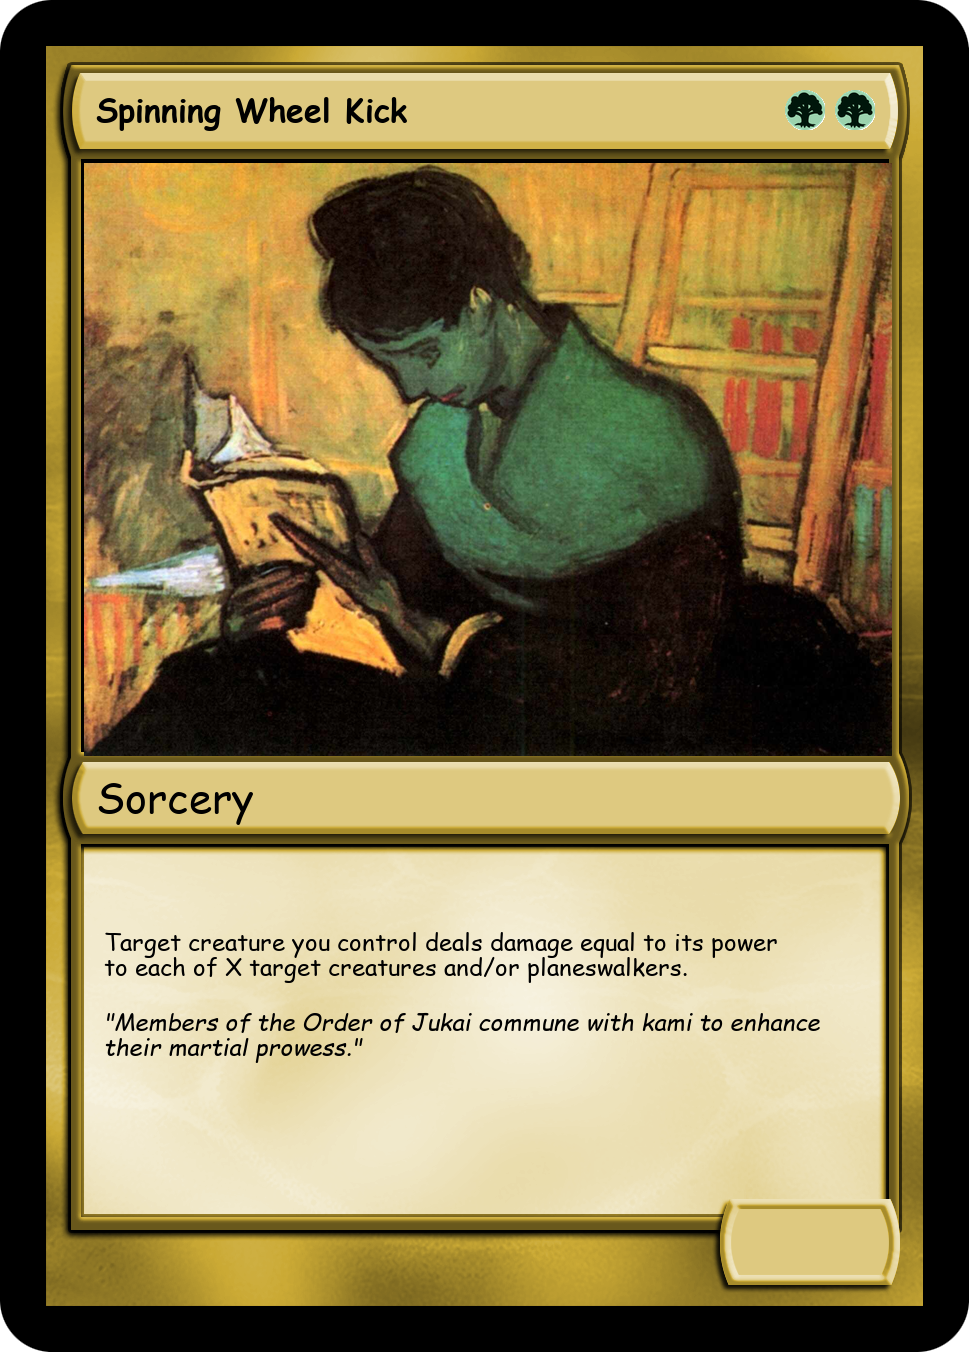 Spinning Wheel Kick
Sorcery
Target creature you control deals damage equal to its power
to each of X target creatures and/or planeswalkers.
"Members of the Order of Jukai commune with kami to enhance
their martial prowess."